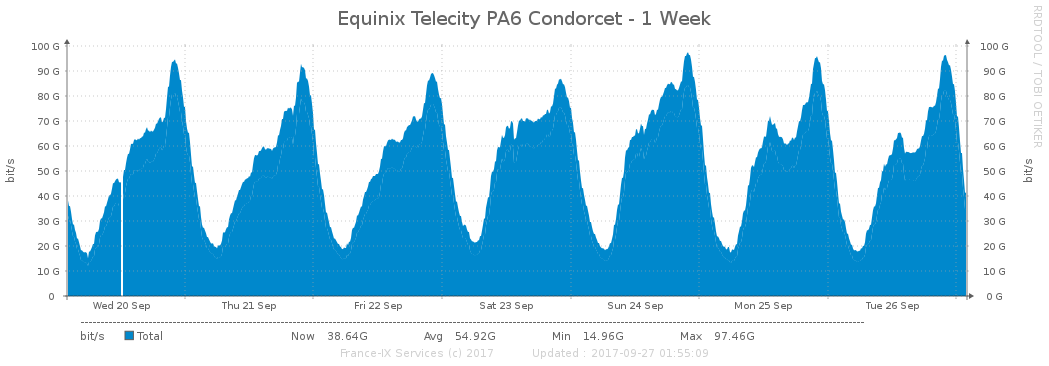 Equinix Telecity PA6 Condorcet - 1 Week
RRDTOOL / TOBI OETIKER
bit/s
bit/s
100 G 100 G
90 G 90 G
80 G 80 G
70 G 70 G
60 G 60 G
50 G 50 G
40 G 40 G
30 G 30 G
20 G 20 G
10 G 10 G
0 0 G
Wed 20 Sep Thu 21 Sep Fri 22 Sep Sat 23 Sep Sun 24 Sep Mon 25 Sep Tue 26 Sep
bit/s Total Now 38.64G Avg 54.92G Min 14.96G Max 97.46G
France-IX Services (c) 2017 Updated : 2017-09-27 01:55:09